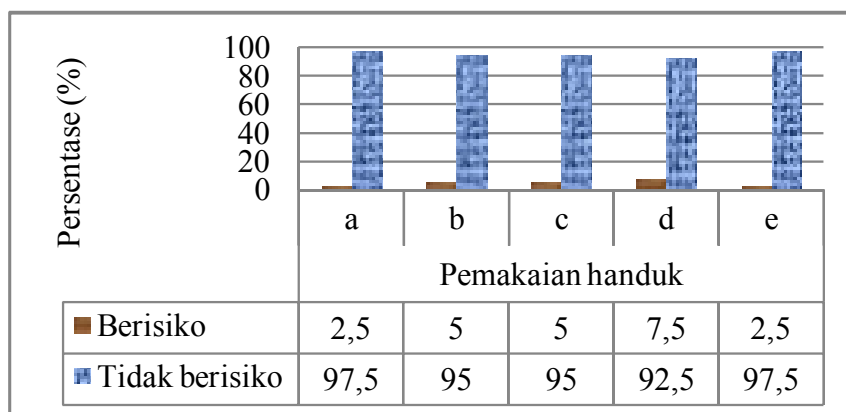 Persentase (%)
100
80
60
40
20
0
a b c d e
Pemakaian handuk
Berisiko 2,5 5 5 7,5 2,5
Tidak berisiko 97,5 95 95 92,5 97,5